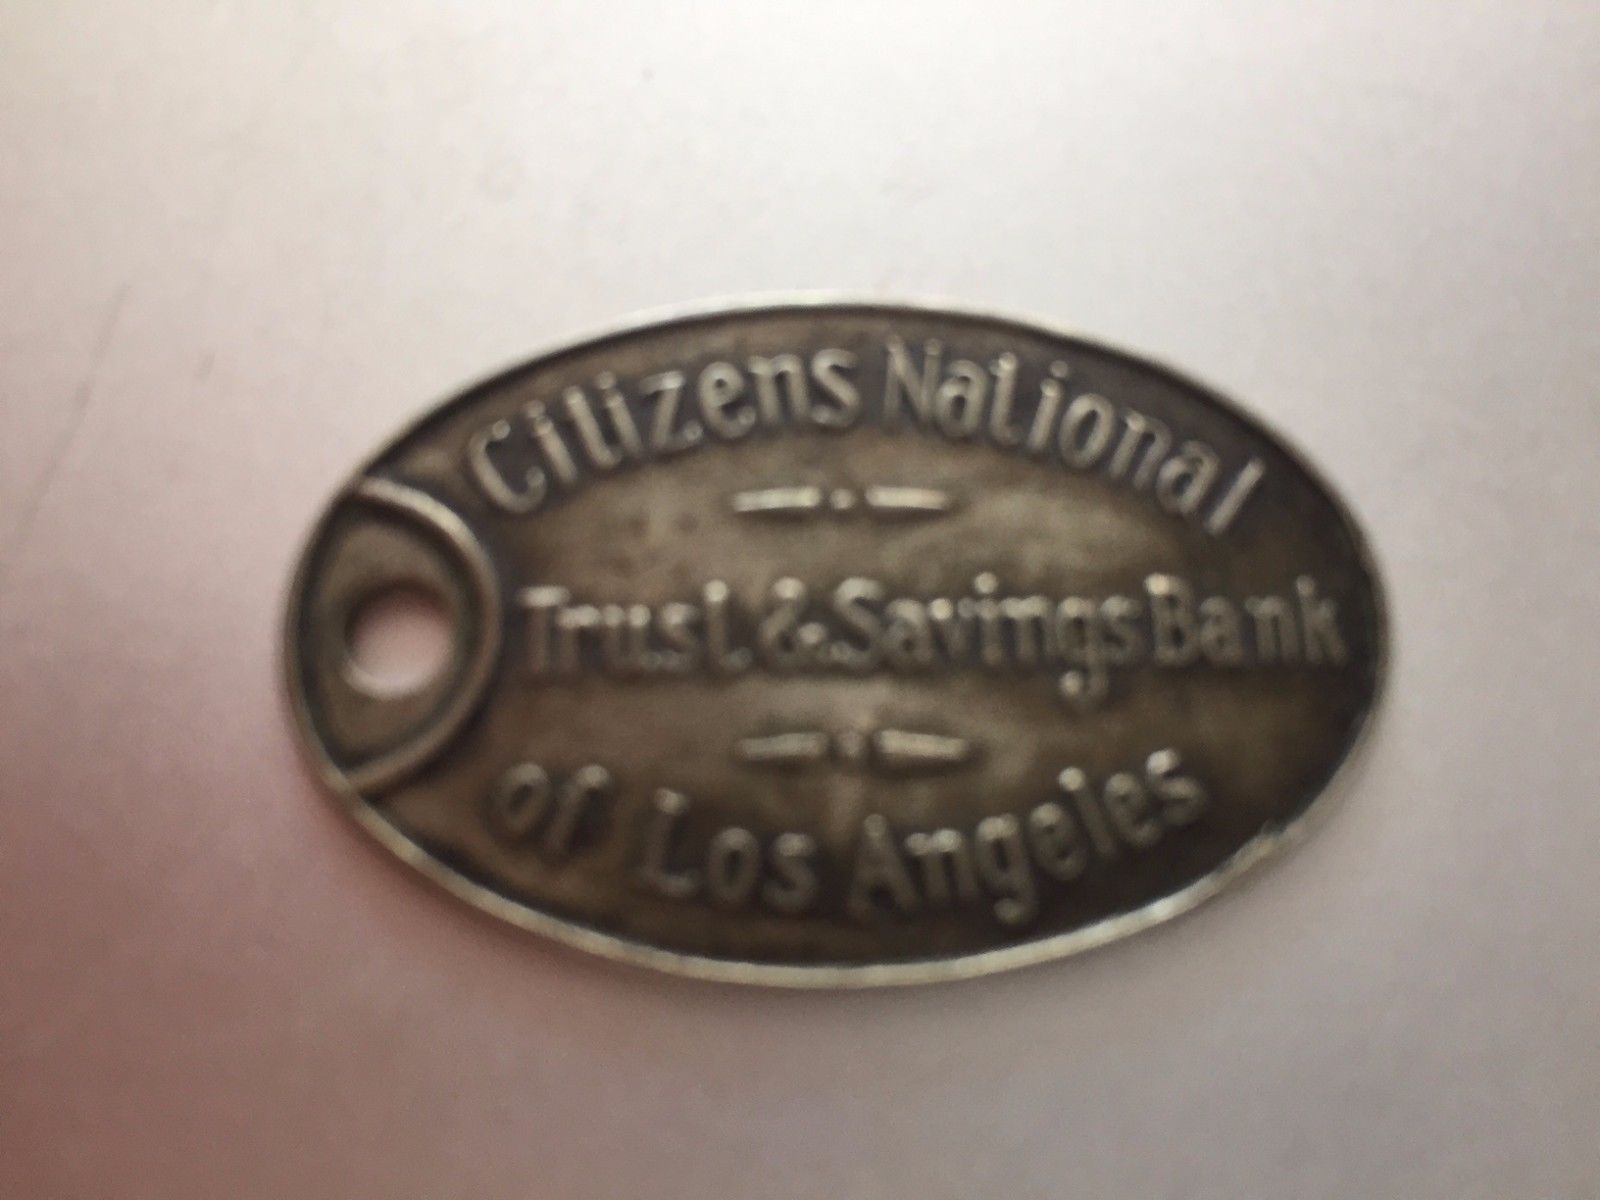 Citizens National
Trust & Savings Bank
of Los Angeles